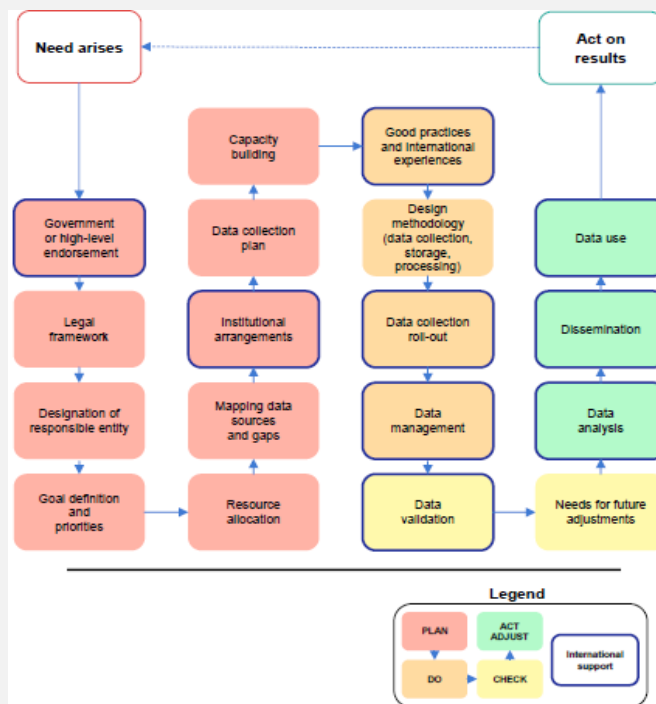 Need arises
Act on
results
Government
or high-level
endorsement
Legal
framework
Designation of
responsible entity
Goal definition
and
priorities
Resource
allocation
Mapping data
sources
and gaps
Institutional
arrangements
Data collection
plan
Capacity
building
Good practices
and international
experiences
Design
methodology
(data collection,
storage,
processing)
Data collection
roll-out
Data
management
Data
validation
Needs for future
adjustments
Data
analysis
Dissemination
Data use
Legend
PLAN
DO
CHECK
ACT
ADJUST
International
support